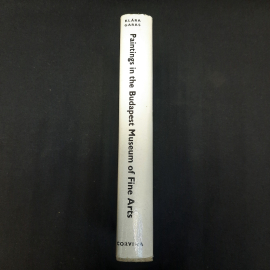 KLÁRA
GARAS
Paintings in the Budapest Museum of Fine Arts
CORVINA